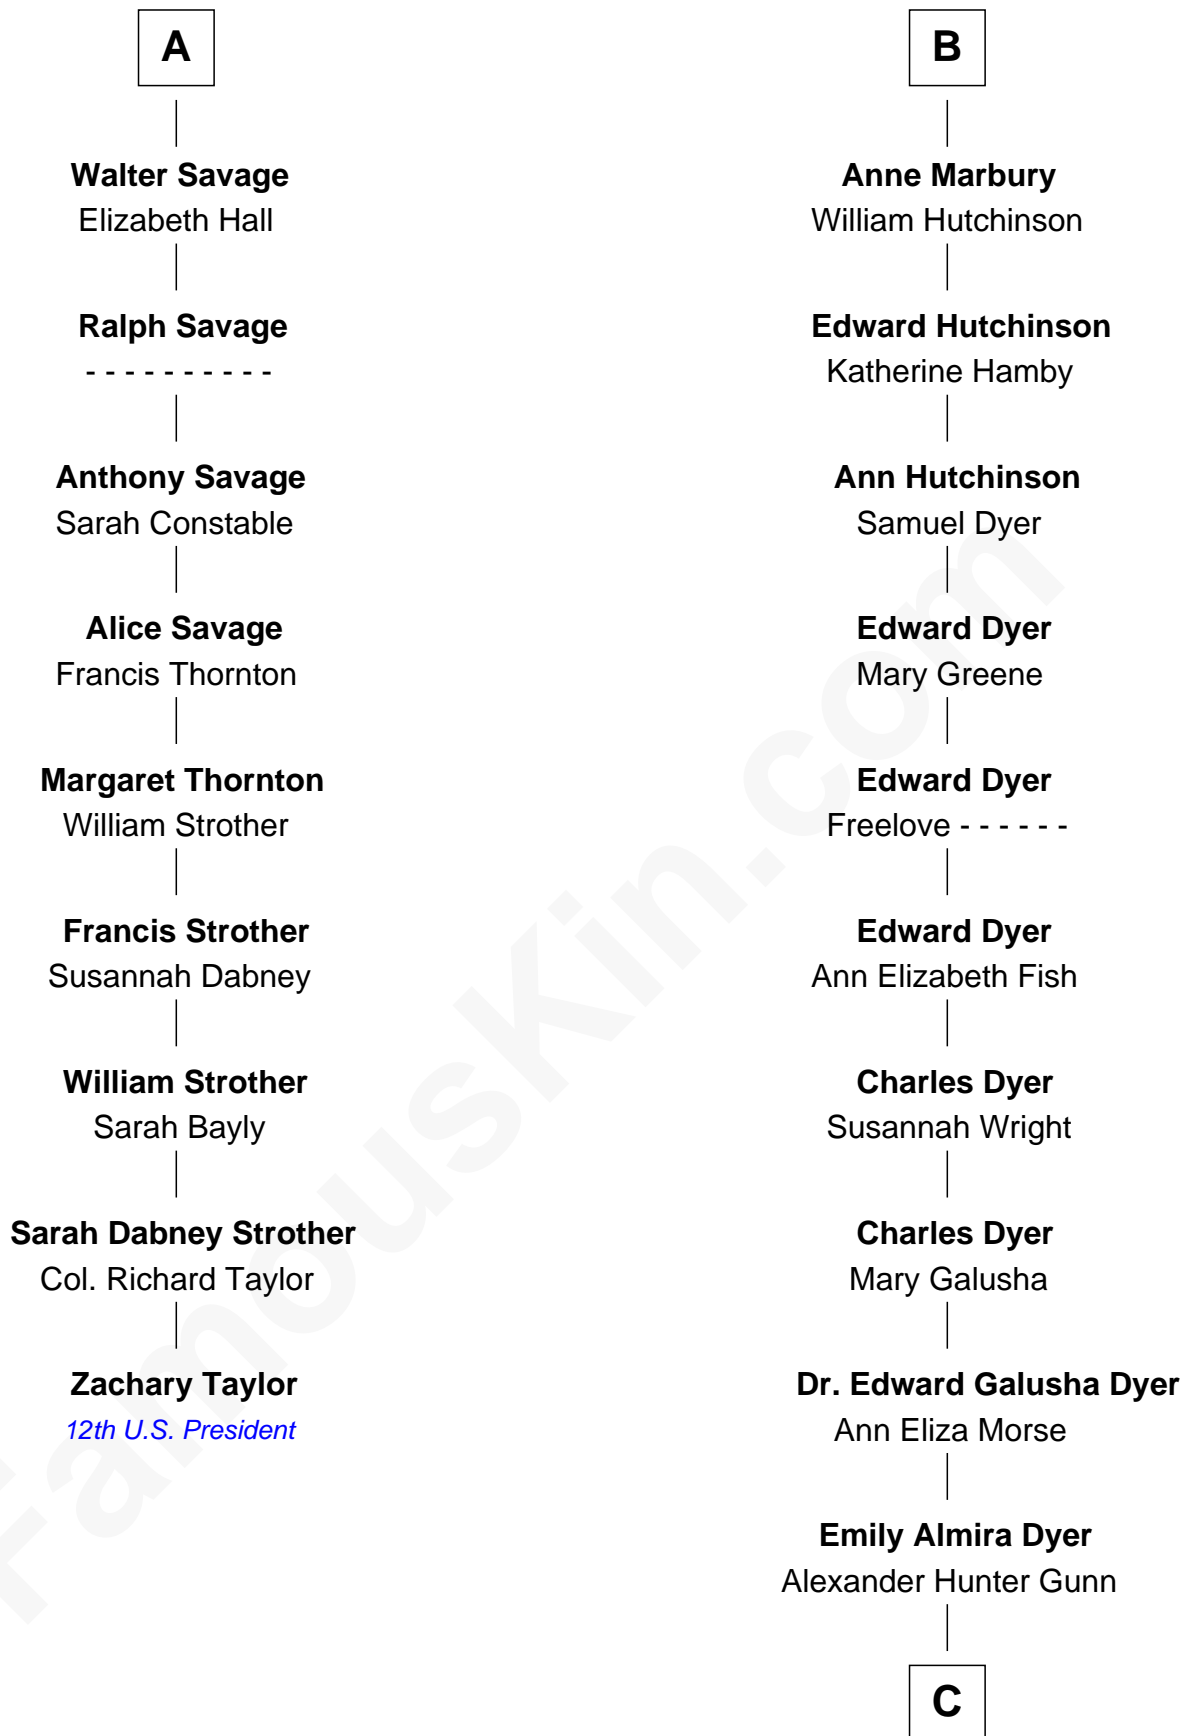 A
Walter Savage
Elizabeth Hall
Ralph Savage
- - - - - - - - - -
Anthony Savage
Sarah Constable
Alice Savage
Francis Thornton
Margaret Thornton
William Strother
Francis Strother
Susannah Dabney
William Strother
Sarah Bayly
Sarah Dabney Strother
Col. Richard Taylor
Zachary Taylor
12th U.S. President
B
Anne Marbury
William Hutchinson
Edward Hutchinson
Katherine Hamby
Ann Hutchinson
Samuel Dyer
Edward Dyer
Mary Greene
Edward Dyer
Freelove - - - - - -
Edward Dyer
Ann Elizabeth Fish
Charles Dyer
Susannah Wright
Charles Dyer
Mary Galusha
Dr. Edward Galusha Dyer
Ann Eliza Morse
Emily Almira Dyer
Alexander Hunter Gunn
C
FamousKin.com